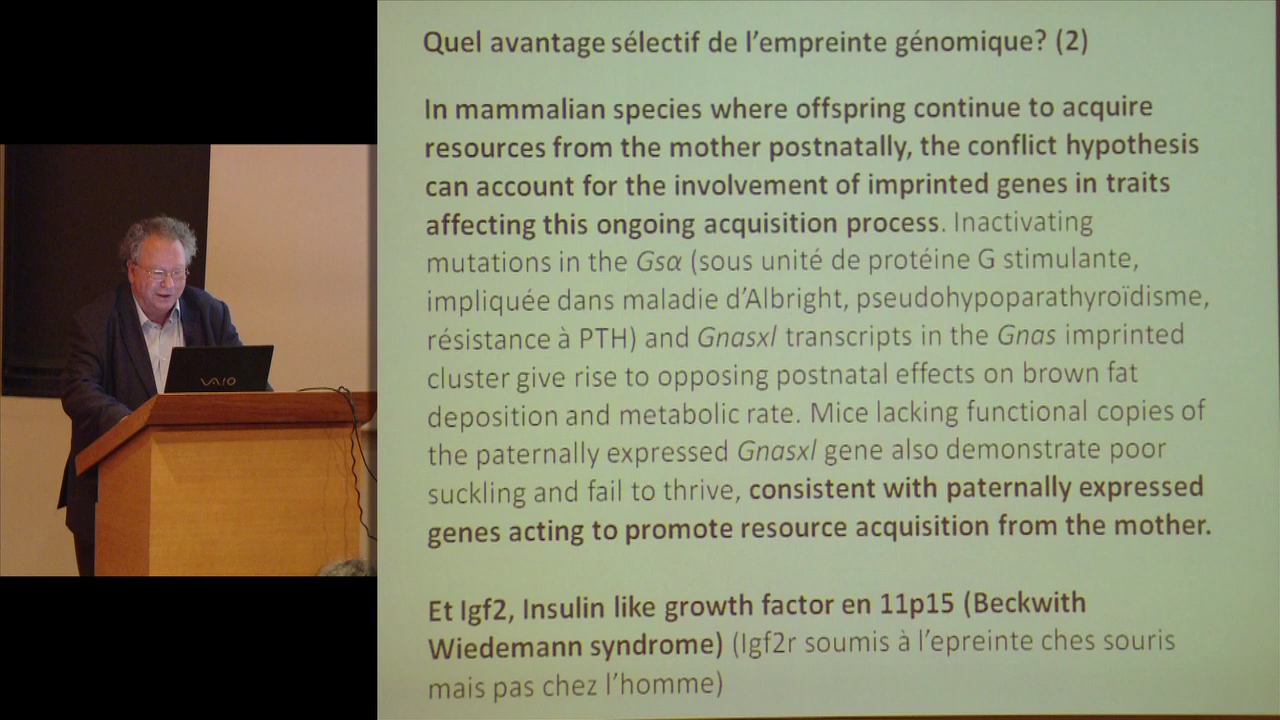 Quel avantage sélectif de l’empreinte génomique? (2)
In mammalian species where offspring continue to acquire
resources from the mother postnatally, the conflict hypothesis
can account for the involvement of imprinted genes in traits
affecting this ongoing acquisition process. Inactivating
mutations in the Gsα (sous unité de protéine G stimulante,
impliquée dans maladie d’Albright, pseudohypoparathyroïdisme,
résistance à PTH) and Gnasxl transcripts in the Gnas imprinted
cluster give rise to opposing postnatal effects on brown fat
deposition and metabolic rate. Mice lacking functional copies of
the paternally expressed Gnasxl gene also demonstrate poor
suckling and fail to thrive, consistent with paternally expressed
genes acting to promote resource acquisition from the mother.
Et Igf2, Insulin like growth factor en 11p15 (Beckwith
Wiedemann syndrome) (Igf2r soumis à l’epreinte ches souris
mais pas chez l’homme)
VAIO